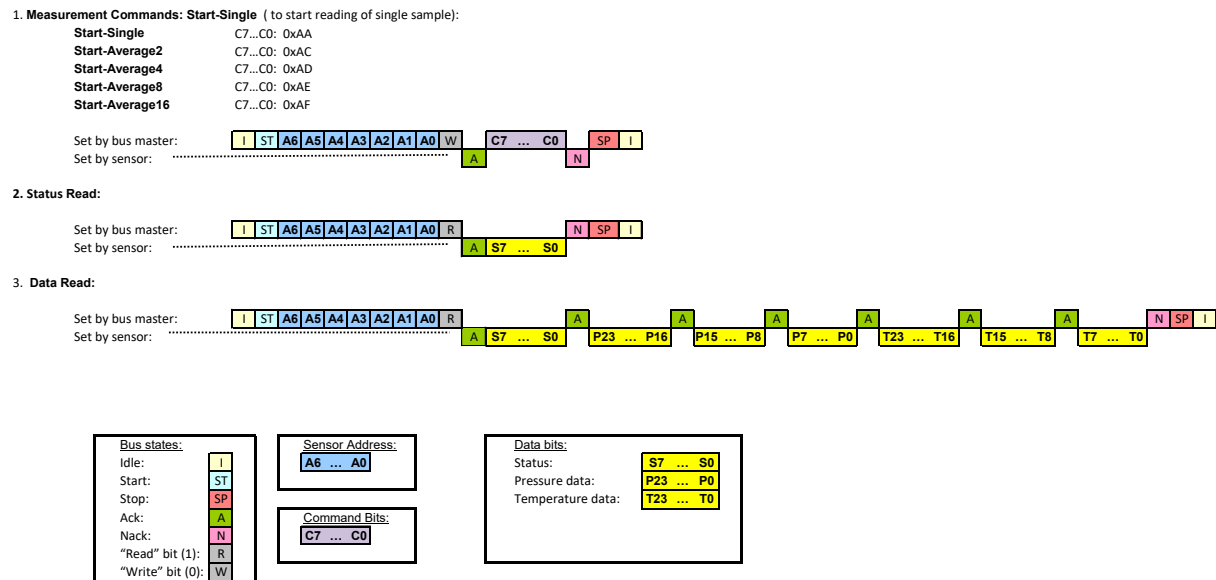 1. Measurement Commands: Start-Single ( to start reading of single sample):
Start-Single C7...C0: 0xAA
Start-Average2 C7...C0: 0xAC
Start-Average4 C7...C0: 0xAD
Start-Average8 C7...C0: 0xAE
Start-Average16 C7...C0: 0xAF
Set by bus master: I ST A6 A5 A4 A3 A2 A1 A0 W C7 ... C0 SP I
Set by sensor: A N
2. Status Read:
Set by bus master: I ST A6 A5 A4 A3 A2 A1 A0 R N SP I
Set by sensor: A S7 ... S0
3. Data Read:
Set by bus master: I ST A6 A5 A4 A3 A2 A1 A0 R A A A A A A N SP I
Set by sensor: A S7 ... S0 P23 ... P16 P15 ... P8 P7 ... P0 T23 ... T16 T15 ... T8 T7 ... T0
Bus states:
Idle: I
Start: ST
Stop: SP
Ack: A
Nack: N
“Read” bit (1): R
“Write” bit (0): W
Sensor Address:
A6 ... A0
Command Bits:
C7 ... C0
Data bits:
Status: S7 ... S0
Pressure data: P23 ... P0
Temperature data: T23 ... T0